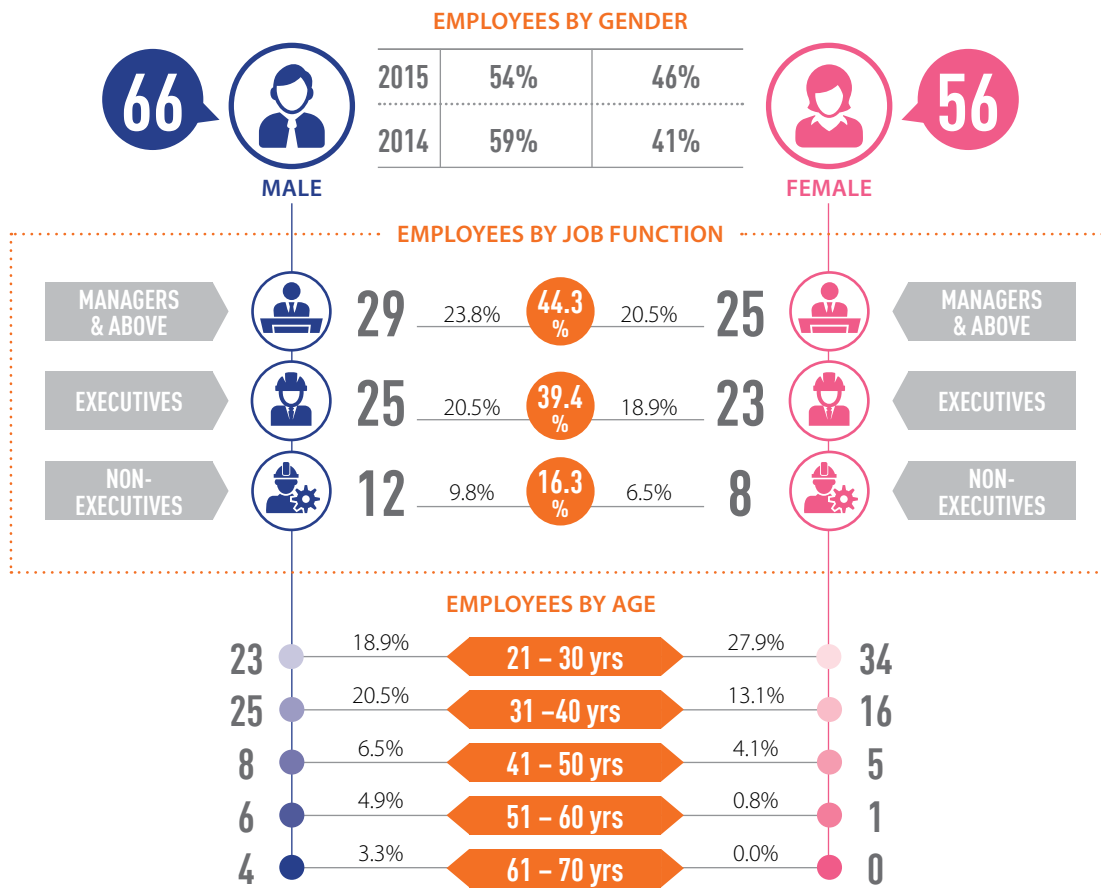 EMPLOYEES BY GENDER
66
2015 54% 46%
2014 59% 41%
56
MALE
FEMALE
EMPLOYEES BY JOB FUNCTION
MANAGERS
& ABOVE
29 23.8% 44.3
% 20.5% 25
MANAGERS
& ABOVE
EXECUTIVES
25 20.5% 39.4
% 18.9% 23
EXECUTIVES
NON-
EXECUTIVES
12 9.8% 16.3
% 6.5% 8
NON-
EXECUTIVES
EMPLOYEES BY AGE
23 18.9% 21 – 30 yrs 27.9% 34
25 20.5% 31 –40 yrs 13.1% 16
8 6.5% 41 – 50 yrs 4.1% 5
6 4.9% 51 – 60 yrs 0.8% 1
4 3.3% 61 – 70 yrs 0.0% 0